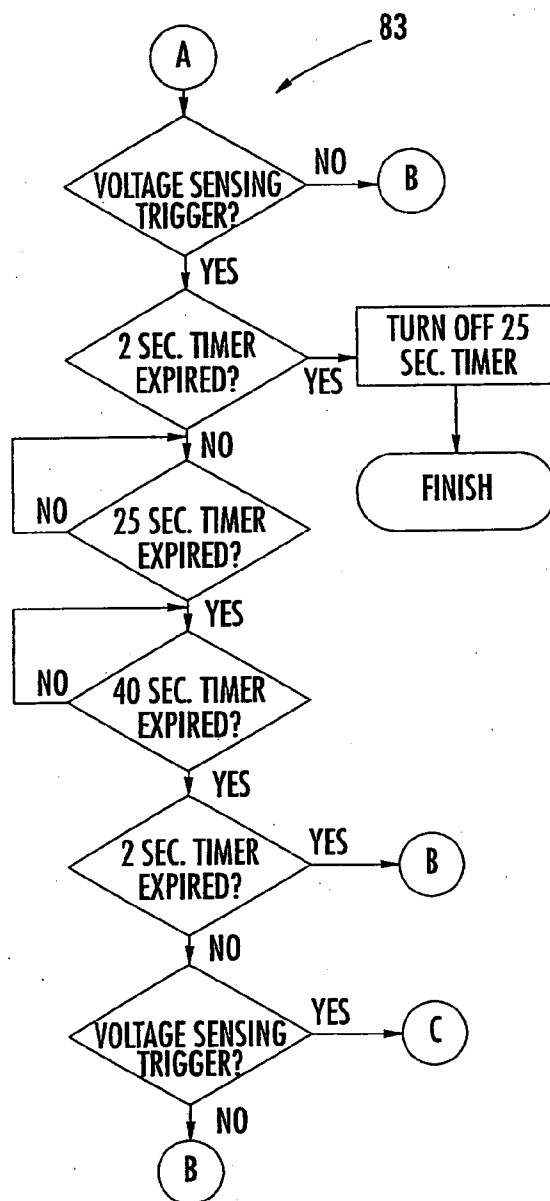 83
A
VOLTAGE SENSING
TRIGGER?
NO
B
YES
2 SEC. TIMER
EXPIRED?
YES
TURN OFF 25
SEC. TIMER
NO
FINISH
NO
25 SEC. TIMER
EXPIRED?
YES
NO
40 SEC. TIMER
EXPIRED?
YES
2 SEC. TIMER
EXPIRED?
YES
B
NO
VOLTAGE SENSING
TRIGGER?
YES
C
NO
B